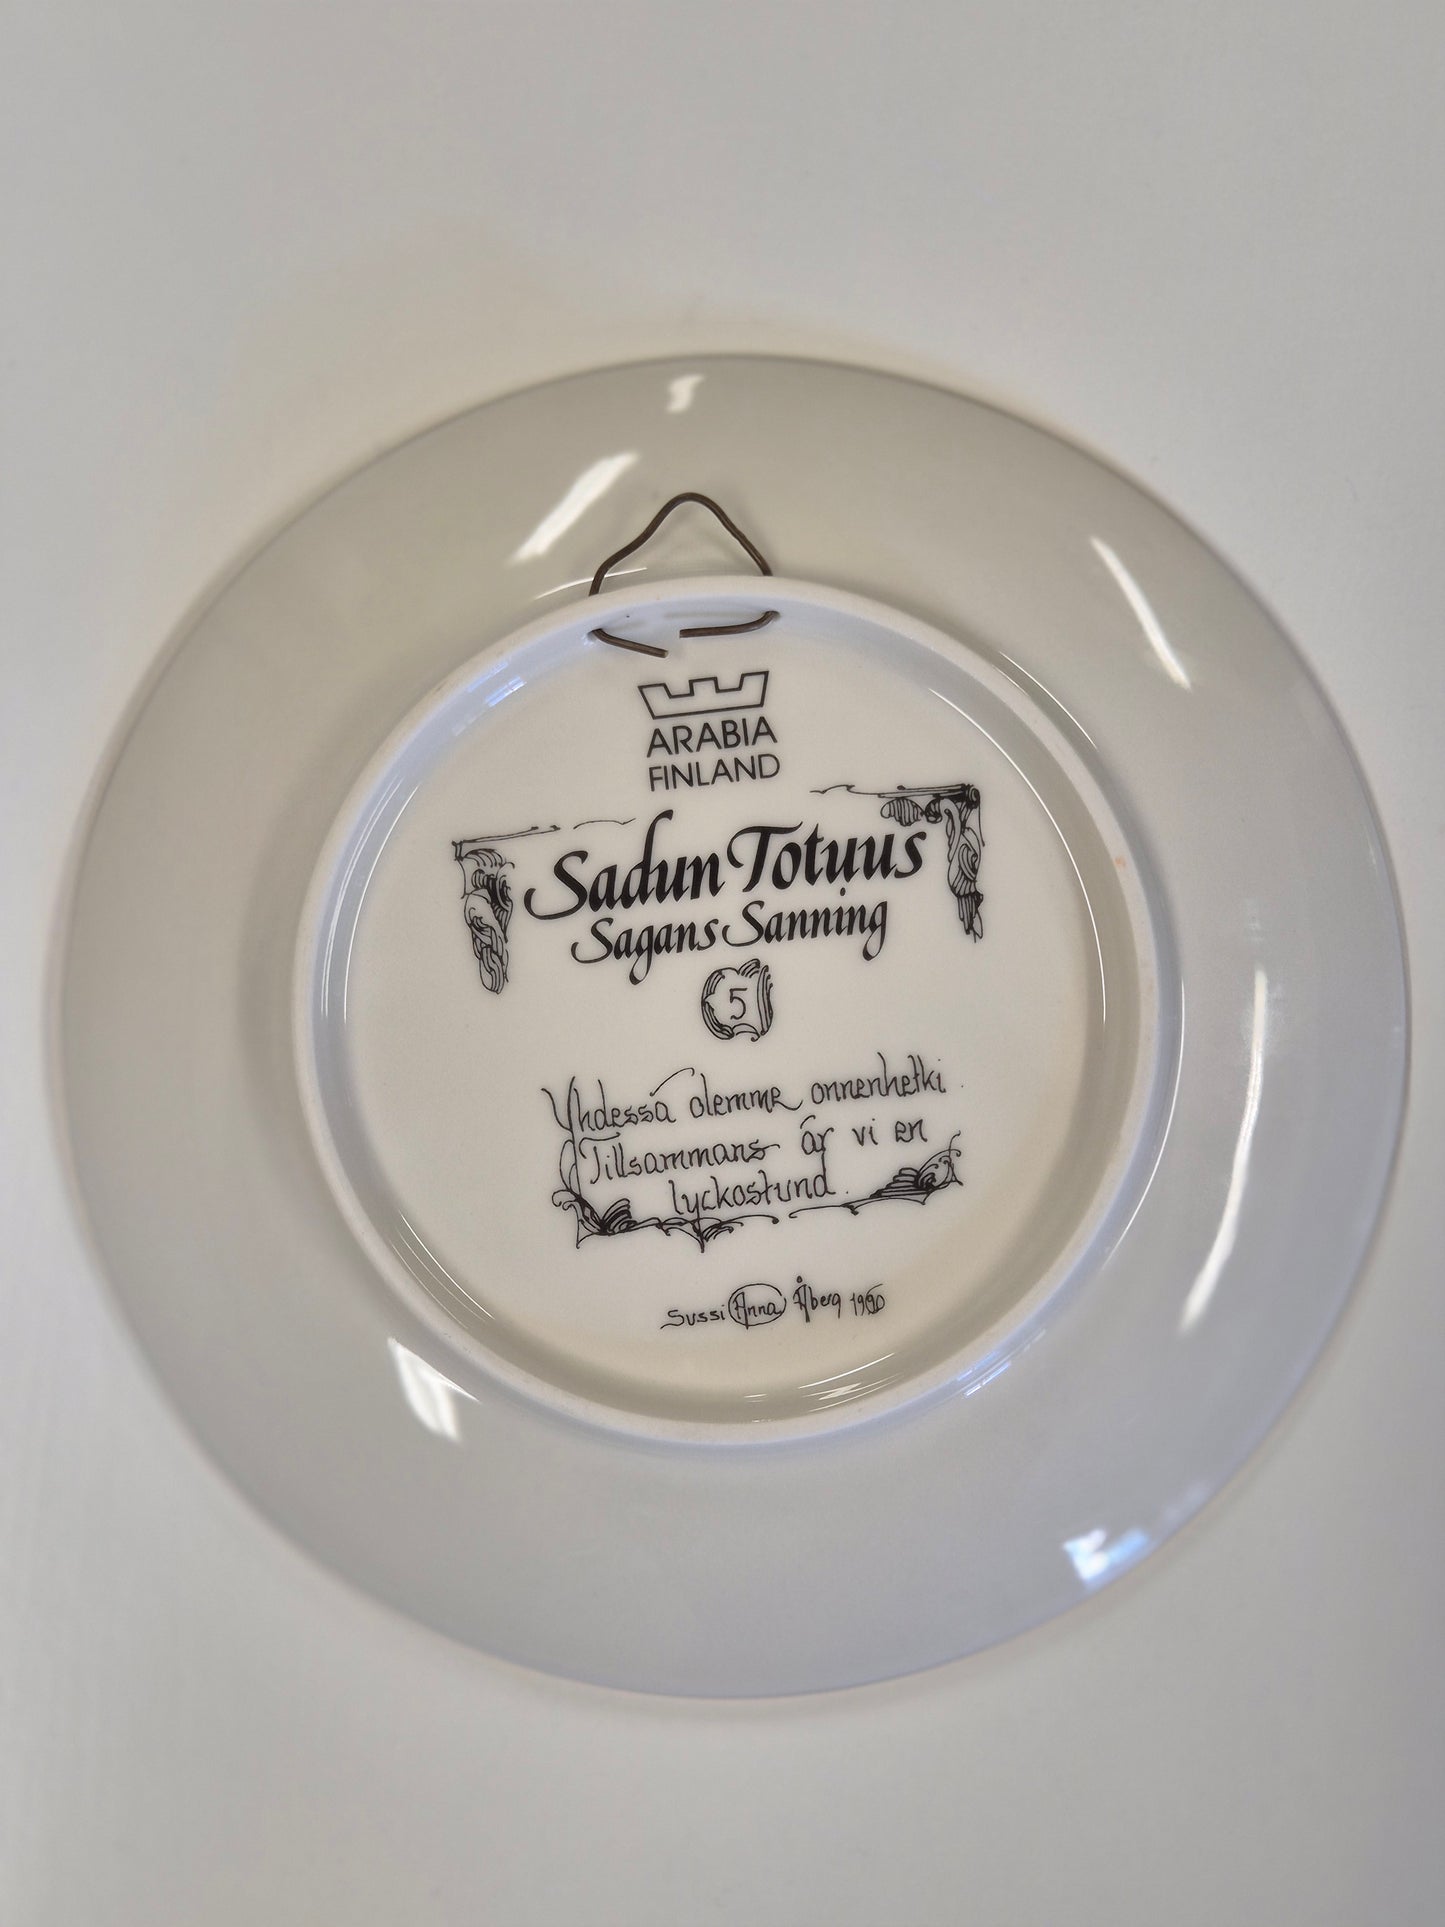 ARABIA
FINLAND
Sadun Totuus
Sagans Sanning
5
Yhdessä olemme onnenhetki.
Tillsammans är vi en
lyckostund.
Sussi Anna Åberg 1990